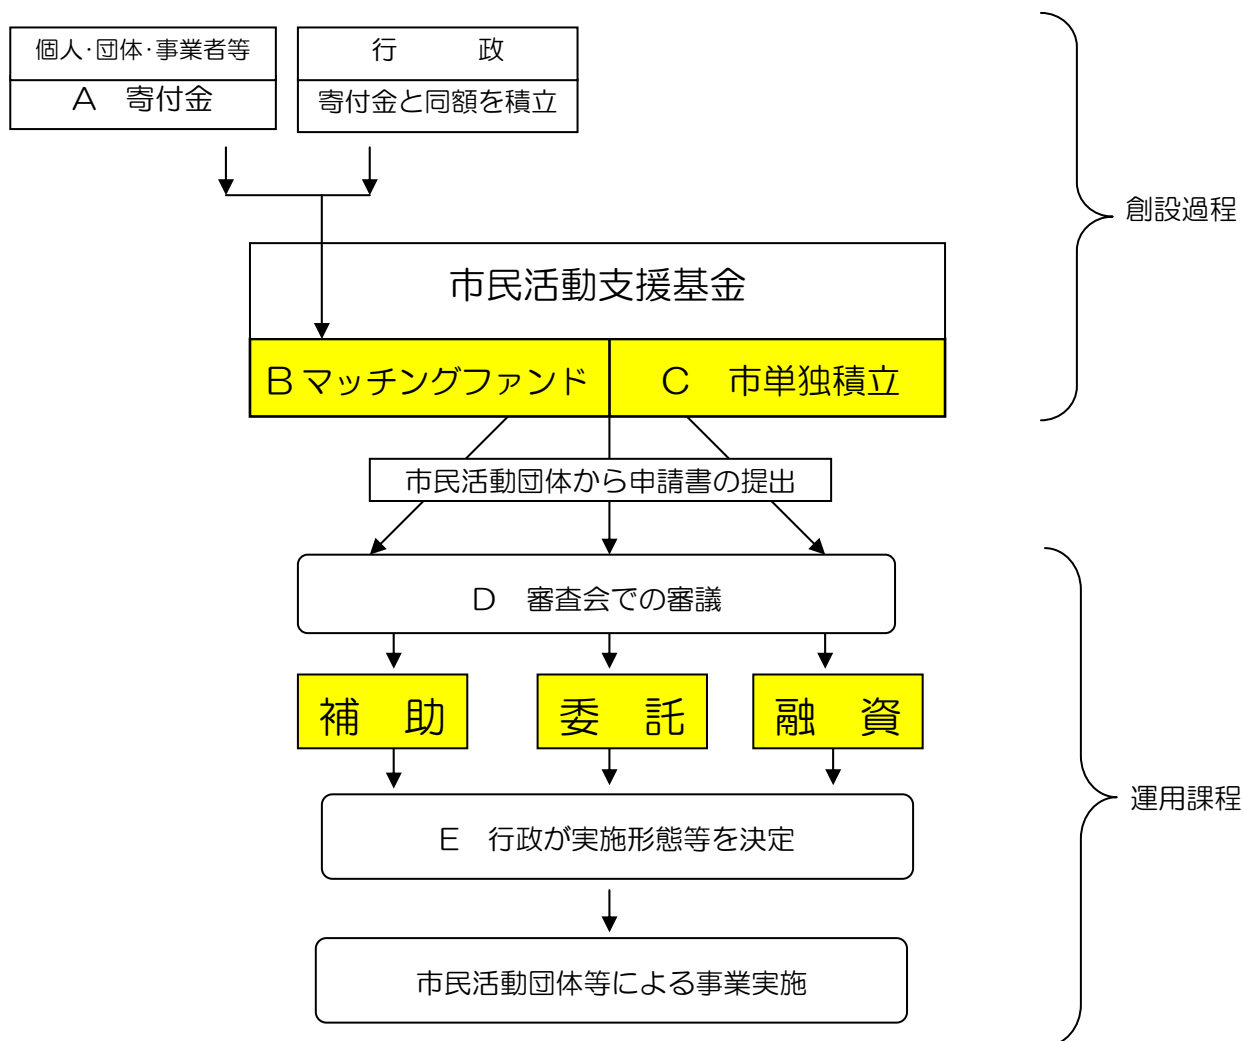 個人・団体・事業者等
A 寄付金
行 政
寄付金と同額を積立
創設過程
市民活動支援基金
Bマッチングファンド
C 市単独積立
市民活動団体から申請書の提出
D 審査会での審議
補 助
委 託
融 資
運用課程
E 行政が実施形態等を決定
市民活動団体等による事業実施